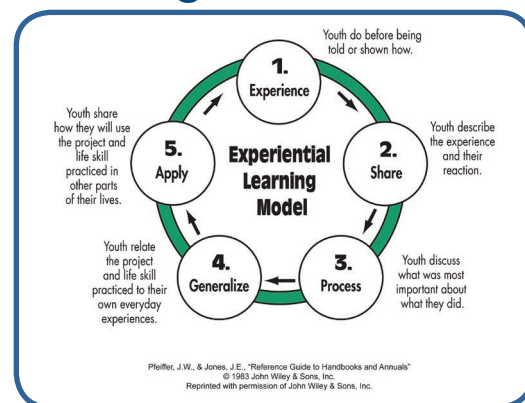 Youth do before being
told or shown how.
1.
Experience
Youth describe
the experience
and their
reaction.
2.
Share
Youth discuss
what was most
important about
what they did.
3.
Process
Youth relate
the project
and life skill
practiced to their
own everyday
experiences.
4.
Generalize
Youth share
how they will use
the project and
life skill
practiced in
other parts
of their lives.
5.
Apply
Experiential
Learning
Model
Pfeiffer, J.W., & Jones, J.E., "Reference Guide to Handbooks and Annuals"
© 1983 John Wiley & Sons, Inc.
Reprinted with permission of John Wiley & Sons, Inc.